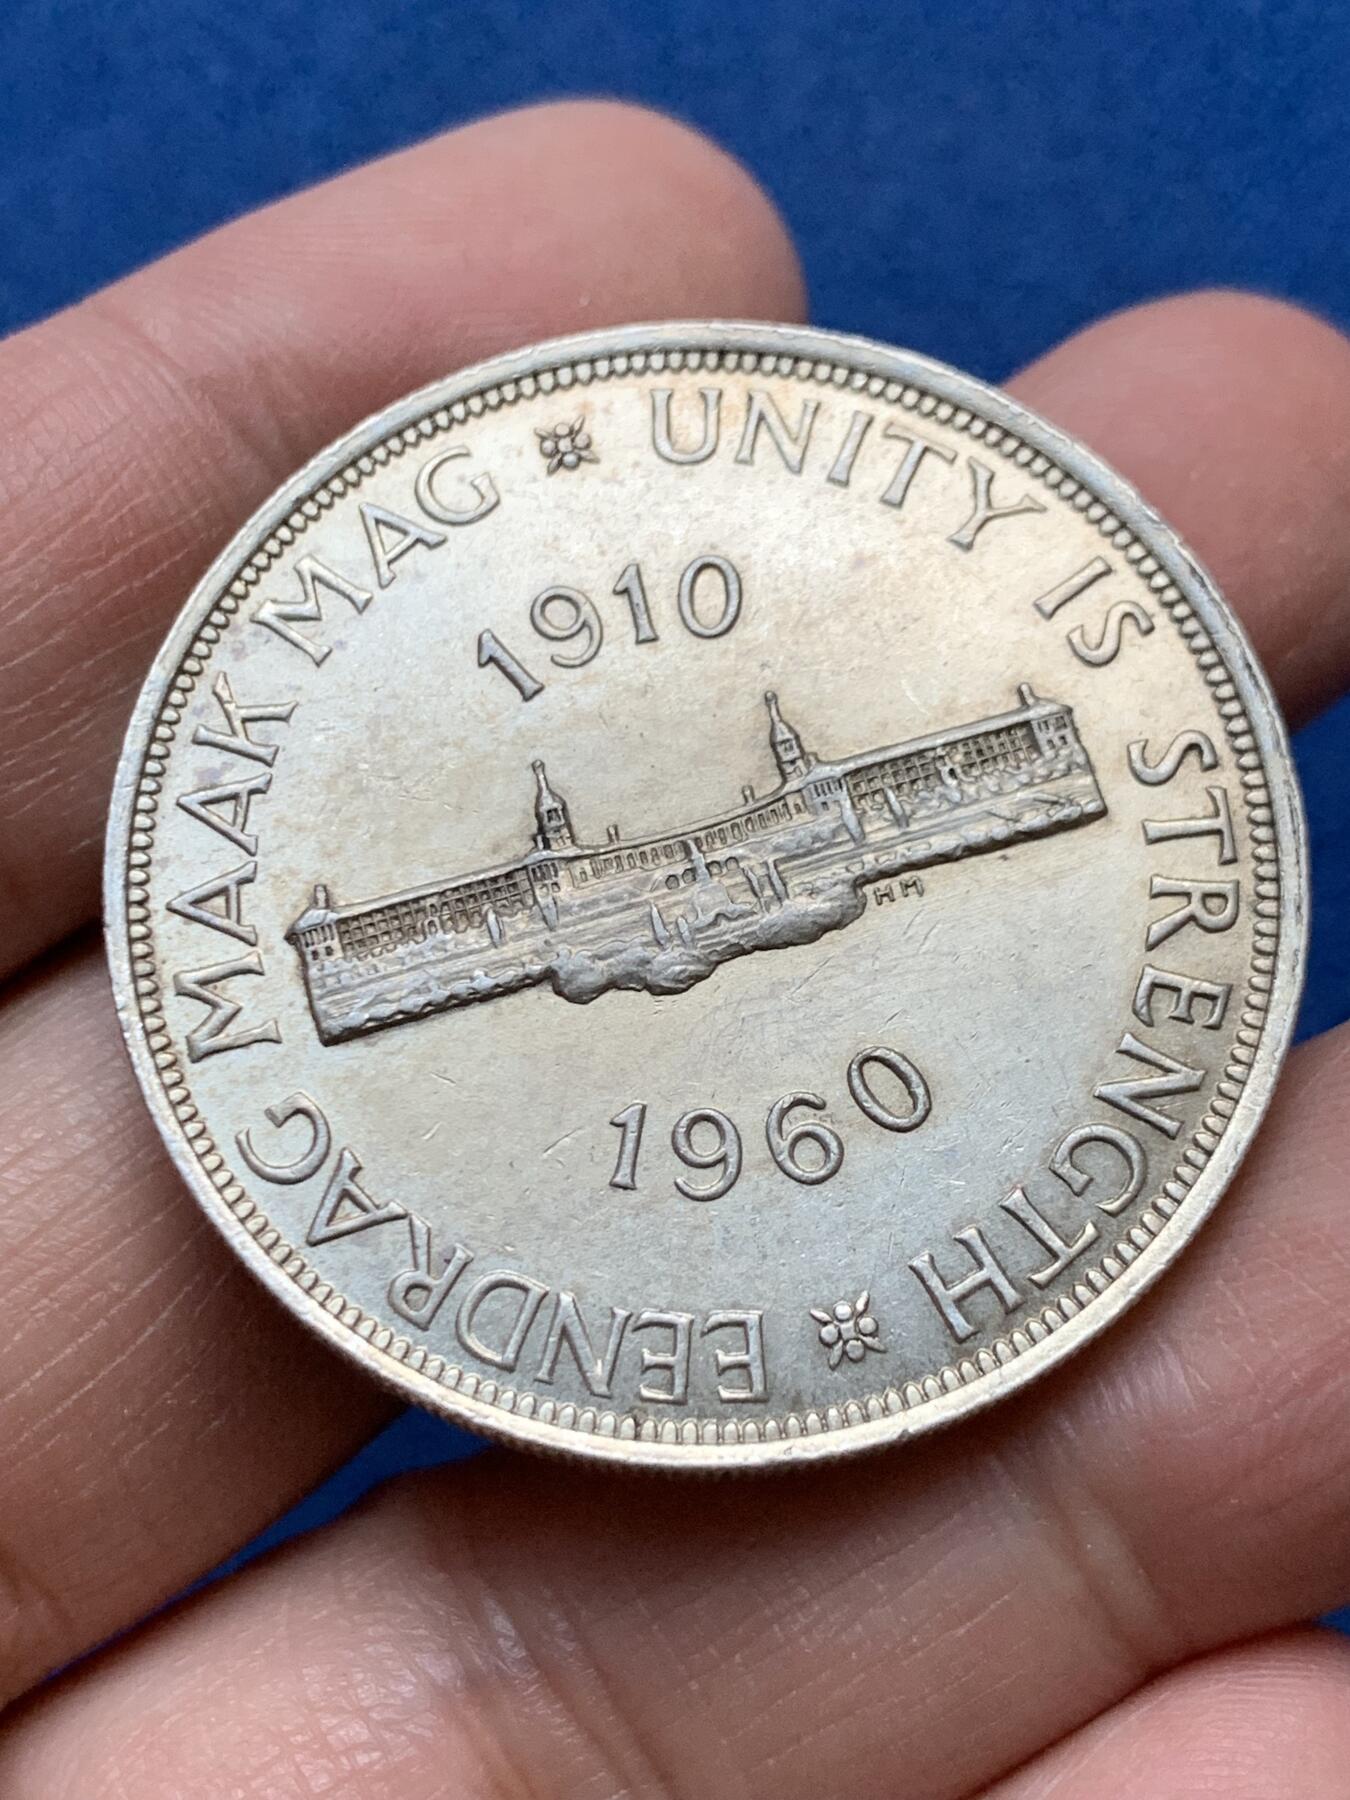 EENDRAG MAAK MAG
UNITY IS STRENGTH
1910
HM
1960